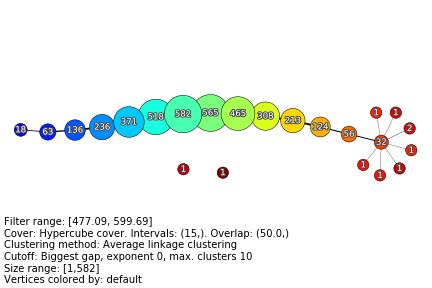 1 1
18 63 136 236 371 518 582 565 465 308 213 124 56 32 2
1
1 1 1
1 1
Filter range: [477.09, 599.69]
Cover: Hypercube cover. Intervals: (15,). Overlap: (50.0,)
Clustering method: Average linkage clustering
Cutoff: Biggest gap, exponent 0, max. clusters 10
Size range: [1,582]
Vertices colored by: default